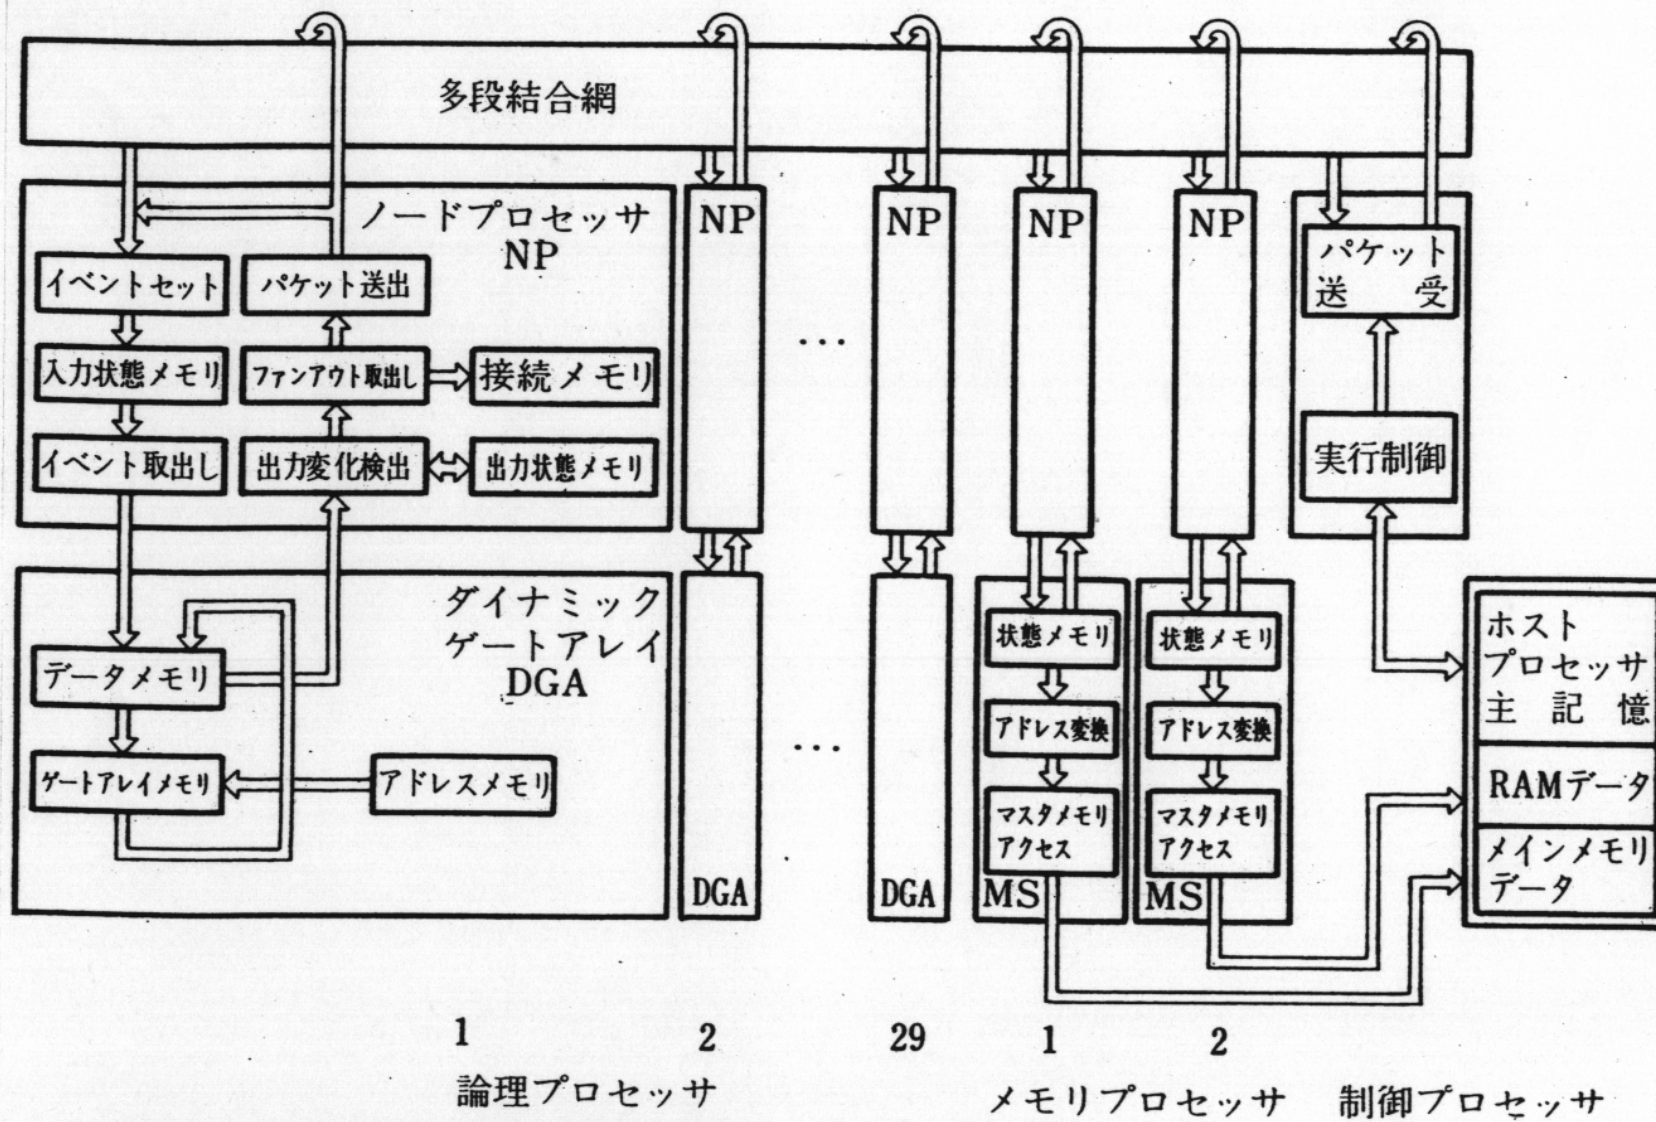 多段結合網
ノードプロセッサ
NP
イベントセット
パケット送出
入力状態メモリ
ファンアウト取出し
接続メモリ
イベント取出し
出力変化検出
出力状態メモリ
NP
NP
NP
NP
パケット
送 受
実行制御
...
ダイナミック
ゲートアレイ
DGA
データメモリ
ゲートアレイメモリ
アドレスメモリ
DGA
...
DGA
状態メモリ
アドレス変換
マスタメモリ
アクセス
MS
状態メモリ
アドレス変換
マスタメモリ
アクセス
MS
ホスト
プロセッサ
主 記 憶
RAMデータ
メインメモリ
データ
1
2
29
1
2
論理プロセッサ
メモリプロセッサ
制御プロセッサ